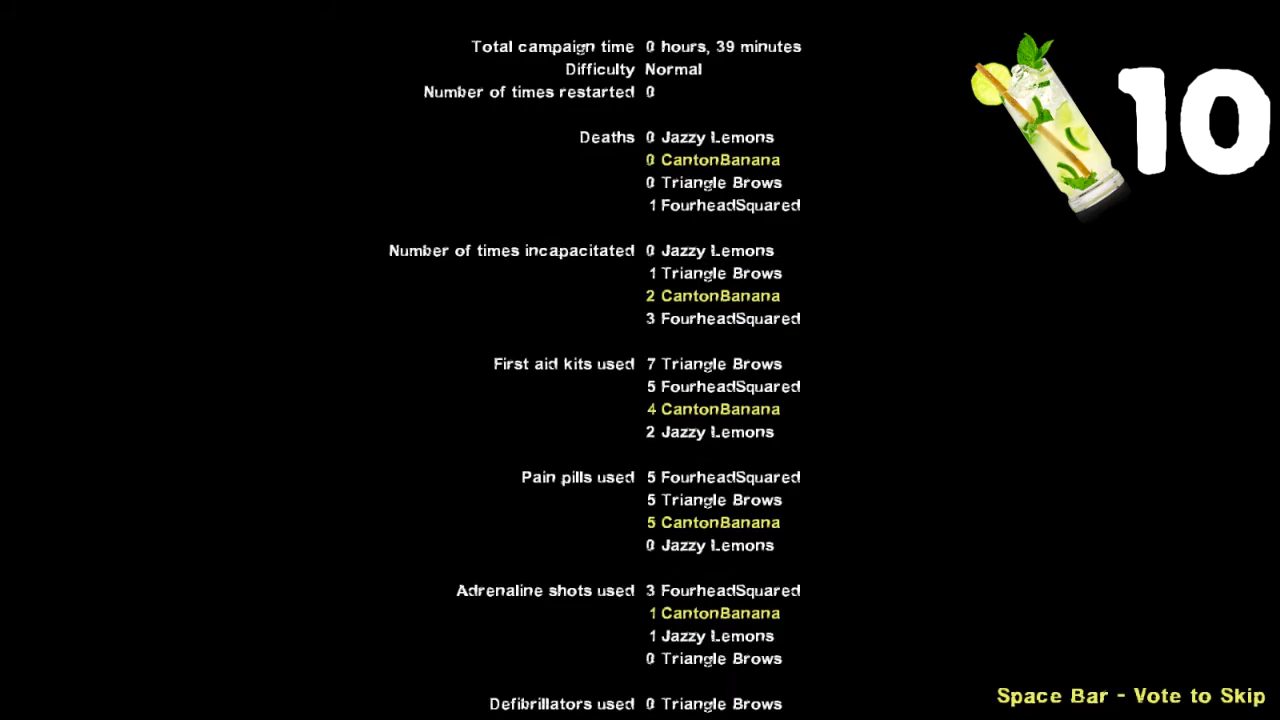 Total campaign time 0 hours, 39 minutes
Difficulty Normal
Number of times restarted 0
Deaths 0 Jazzy Lemons
0 CantonBanana
0 Triangle Brows
1 FourheadSquared
Number of times incapacitated 0 Jazzy Lemons
1 Triangle Brows
2 CantonBanana
3 FourheadSquared
First aid kits used 7 Triangle Brows
5 FourheadSquared
4 CantonBanana
2 Jazzy Lemons
Pain pills used 5 FourheadSquared
5 Triangle Brows
5 CantonBanana
0 Jazzy Lemons
Adrenaline shots used 3 FourheadSquared
1 CantonBanana
1 Jazzy Lemons
0 Triangle Brows
Defibrillators used 0 Triangle Brows
10
Space Bar - Vote to Skip